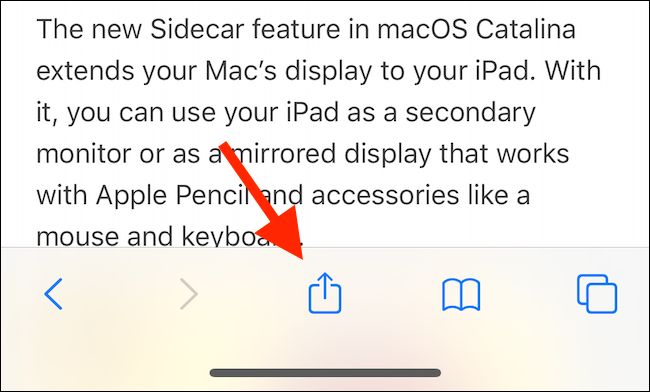 The new Sidecar feature in macOS Catalina
extends your Mac’s display to your iPad. With
it, you can use your iPad as a secondary
monitor or as a mirrored display that works
with Apple Pencil and accessories like a
mouse and keyboard.